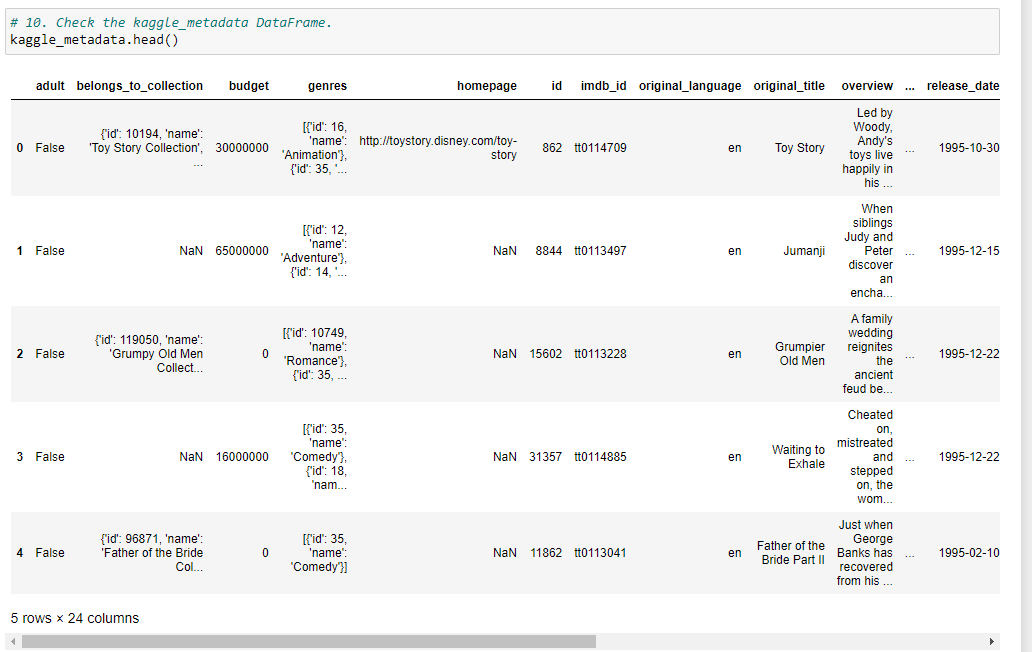 # 10. Check the kaggle_metadata DataFrame.
kaggle_metadata.head()
adult belongs_to_collection budget genres homepage id imdb_id original_language original_title overview ... release_date
0 False {'id': 10194, 'name': 'Toy Story Collection', ... 30000000 [{'id': 16, 'name': 'Animation'}, {'id': 35, '... http://toystory.disney.com/toy-story 862 tt0114709 en Toy Story Led by Woody, Andy's toys live happily in his ... ... 1995-10-30
1 False NaN 65000000 [{'id': 12, 'name': 'Adventure'}, {'id': 14, '... NaN 8844 tt0113497 en Jumanji When siblings Judy and Peter discover an encha... ... 1995-12-15
2 False {'id': 119050, 'name': 'Grumpy Old Men Collect... 0 [{'id': 10749, 'name': 'Romance'}, {'id': 35, ... NaN 15602 tt0113228 en Grumpier Old Men A family wedding reignites the ancient feud be... ... 1995-12-22
3 False NaN 16000000 [{'id': 35, 'name': 'Comedy'}, {'id': 18, 'nam... NaN 31357 tt0114885 en Waiting to Exhale Cheated on, mistreated and stepped on, the wom... ... 1995-12-22
4 False {'id': 96871, 'name': 'Father of the Bride Col... 0 [{'id': 35, 'name': 'Comedy'}] NaN 11862 tt0113041 en Father of the Bride Part II Just when George Banks has recovered from his ... ... 1995-02-10
5 rows × 24 columns